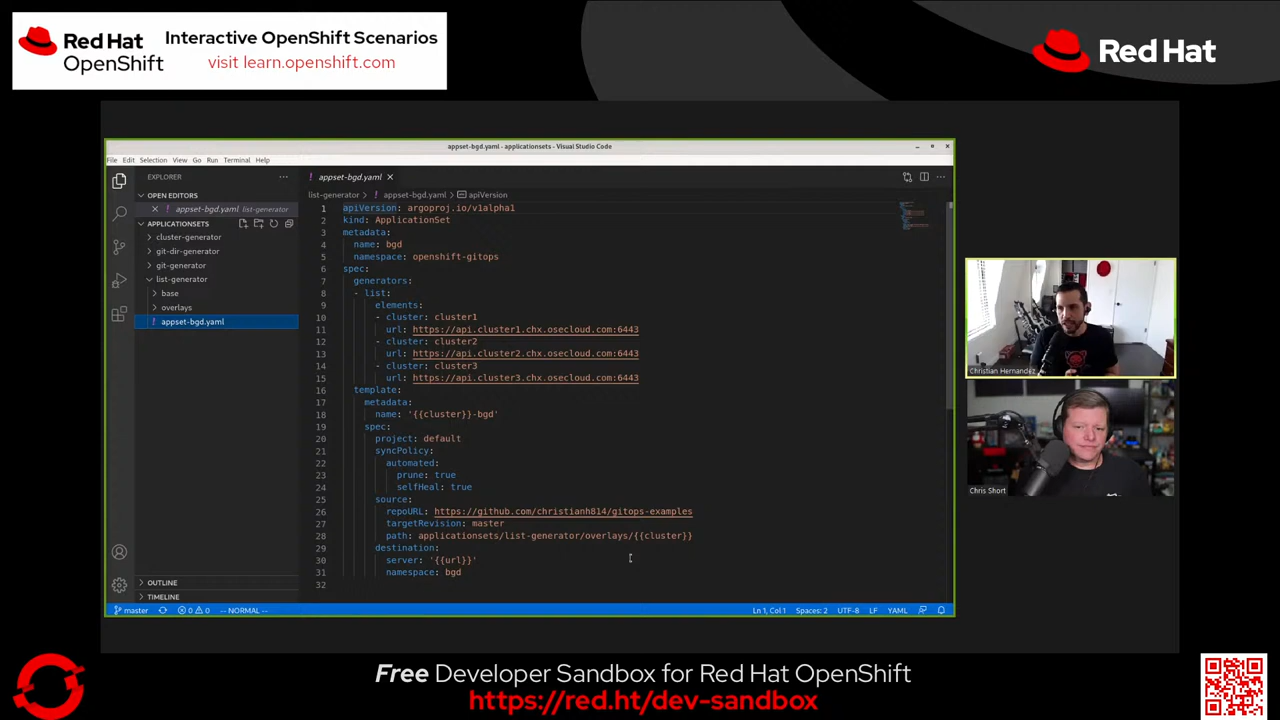 Red Hat
OpenShift
Interactive OpenShift Scenarios
visit learn.openshift.com
Red Hat
appset-bgd.yaml - applicationsets - Visual Studio Code
File Edit Selection View Go Run Terminal Help
EXPLORER
OPEN EDITORS
appset-bgd.yaml list-generator
APPLICATIONSETS
cluster-generator
git-dir-generator
git-generator
list-generator
base
overlays
appset-bgd.yaml
OUTLINE
TIMELINE
appset-bgd.yaml
list-generator > appset-bgd.yaml > apiVersion
1 apiVersion: argoproj.io/v1alpha1
2 kind: ApplicationSet
3 metadata:
4 name: bgd
5 namespace: openshift-gitops
6 spec:
7 generators:
8 - list:
9 elements:
10 - cluster: cluster1
11 url: https://api.cluster1.chx.osecloud.com:6443
12 - cluster: cluster2
13 url: https://api.cluster2.chx.osecloud.com:6443
14 - cluster: cluster3
15 url: https://api.cluster3.chx.osecloud.com:6443
16 template:
17 metadata:
18 name: '{{cluster}}-bgd'
19 spec:
20 project: default
21 syncPolicy:
22 automated:
23 prune: true
24 selfHeal: true
25 source:
26 repoURL: https://github.com/christianh814/gitops-examples
27 targetRevision: master
28 path: applicationsets/list-generator/overlays/{{cluster}}
29 destination:
30 server: '{{url}}'
31 namespace: bgd
32
master 0 0 -- NORMAL -- Ln 1, Col 1 Spaces: 2 UTF-8 LF YAML
Christian Hernandez
Chris Short
Free Developer Sandbox for Red Hat OpenShift
https://red.ht/dev-sandbox